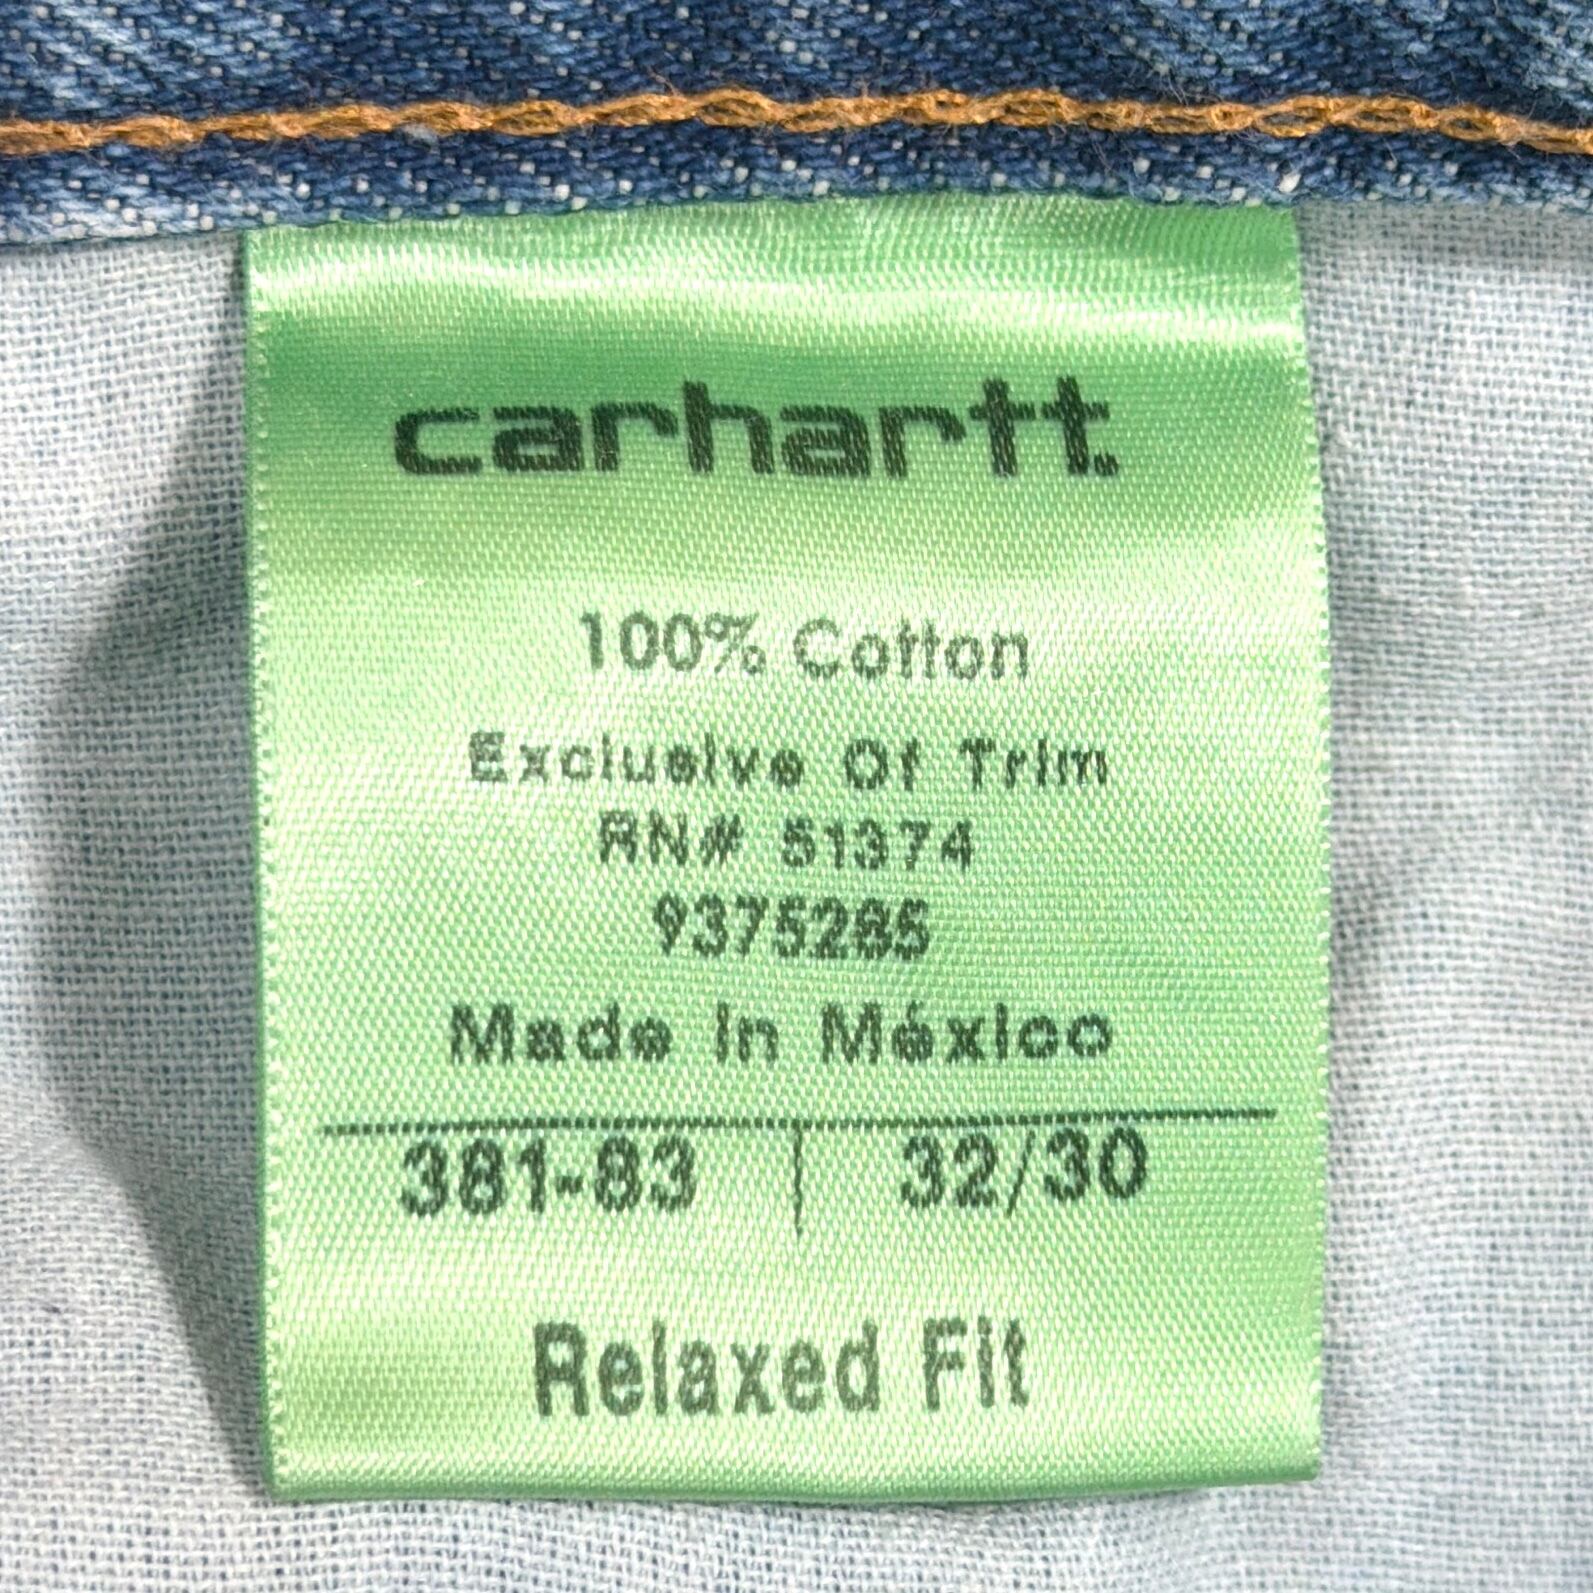 carhartt.
100% Cotton
Exclusive Of Trim
RN# 51374
9375285
Made in México
381-83 | 32/30
Relaxed Fit